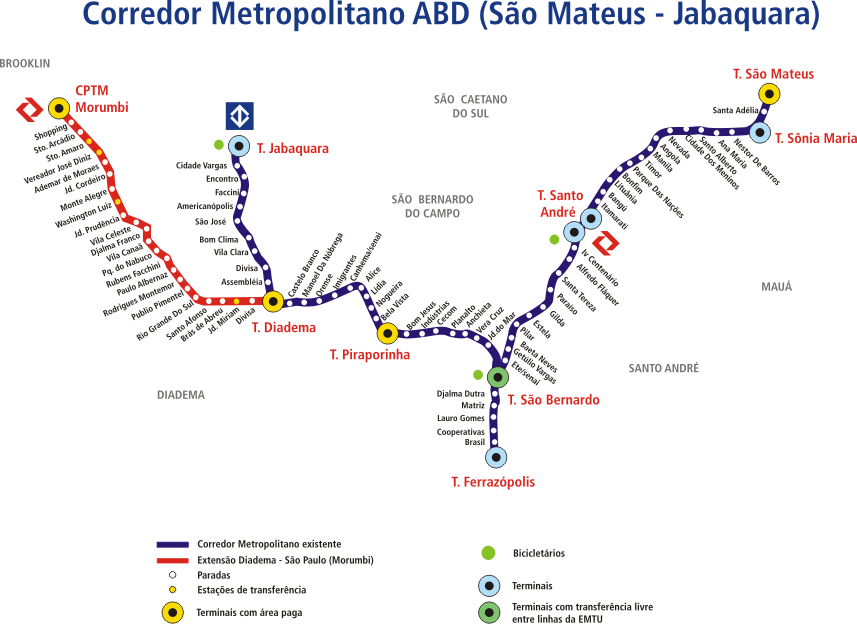 Corredor Metropolitano ABD (São Mateus - Jabaquara)
BROOKLIN
CPTM
Morumbi
Shopping
Sto. Arcádio
Sto. Amaro
Vereador José Diniz
Ademar de Moraes
Jd. Cordeiro
Monte Alegre
Washington Luiz
Jd. Prudência
Vila Celeste
Djalma Franco
Vila Canaã
Pq. do Nabuco
Rubens Facchini
Paulo Albernaz
Rodrigues Montemor
Publio Pimentel
Rio Grande Do Sul
Santo Afonso
Brás de Abreu
Jd. Miriam
Divisa
T. Jabaquara
Cidade Vargas
Encontro
Faccini
Americanópolis
São José
Bom Clima
Vila Clara
Divisa
Assembléia
T. Diadema
Castelo Branco
Manoel Da Nóbrega
Orense
Imigrantes
Canhema/senai
Alice
Lídia
Nogueira
Bela Vista
T. Piraporinha
Bom Jesus
Indústrias
Cecom
Planalto
Anchieta
Vera Cruz
Jd.do Mar
T. São Bernardo
Djalma Dutra
Matriz
Lauro Gomes
Cooperativas
Brasil
T. Ferrazópolis
Ete/senai
Getúlio Vargas
Baeta Neves
Pilar
Estela
Gilda
Paraíso
Santa Tereza
Alfredo Fláquer
IV Centenário
T. Santo
André
Itamarati
Bangú
Lituânia
Bonfim
Parque Das Nações
Timor
Manila
Angola
Nevada
Cidade Dos Meninos
Santo Alberto
Ana Maria
Nestor De Barros
T. Sônia Maria
Santa Adélia
T. São Mateus
SÃO CAETANO
DO SUL
SÃO BERNARDO
DO CAMPO
MAUÁ
SANTO ANDRÉ
DIADEMA
Corredor Metropolitano existente
Extensão Diadema - São Paulo (Morumbi)
Paradas
Estações de transferência
Terminais com área paga
Bicicletários
Terminais
Terminais com transferência livre
entre linhas da EMTU